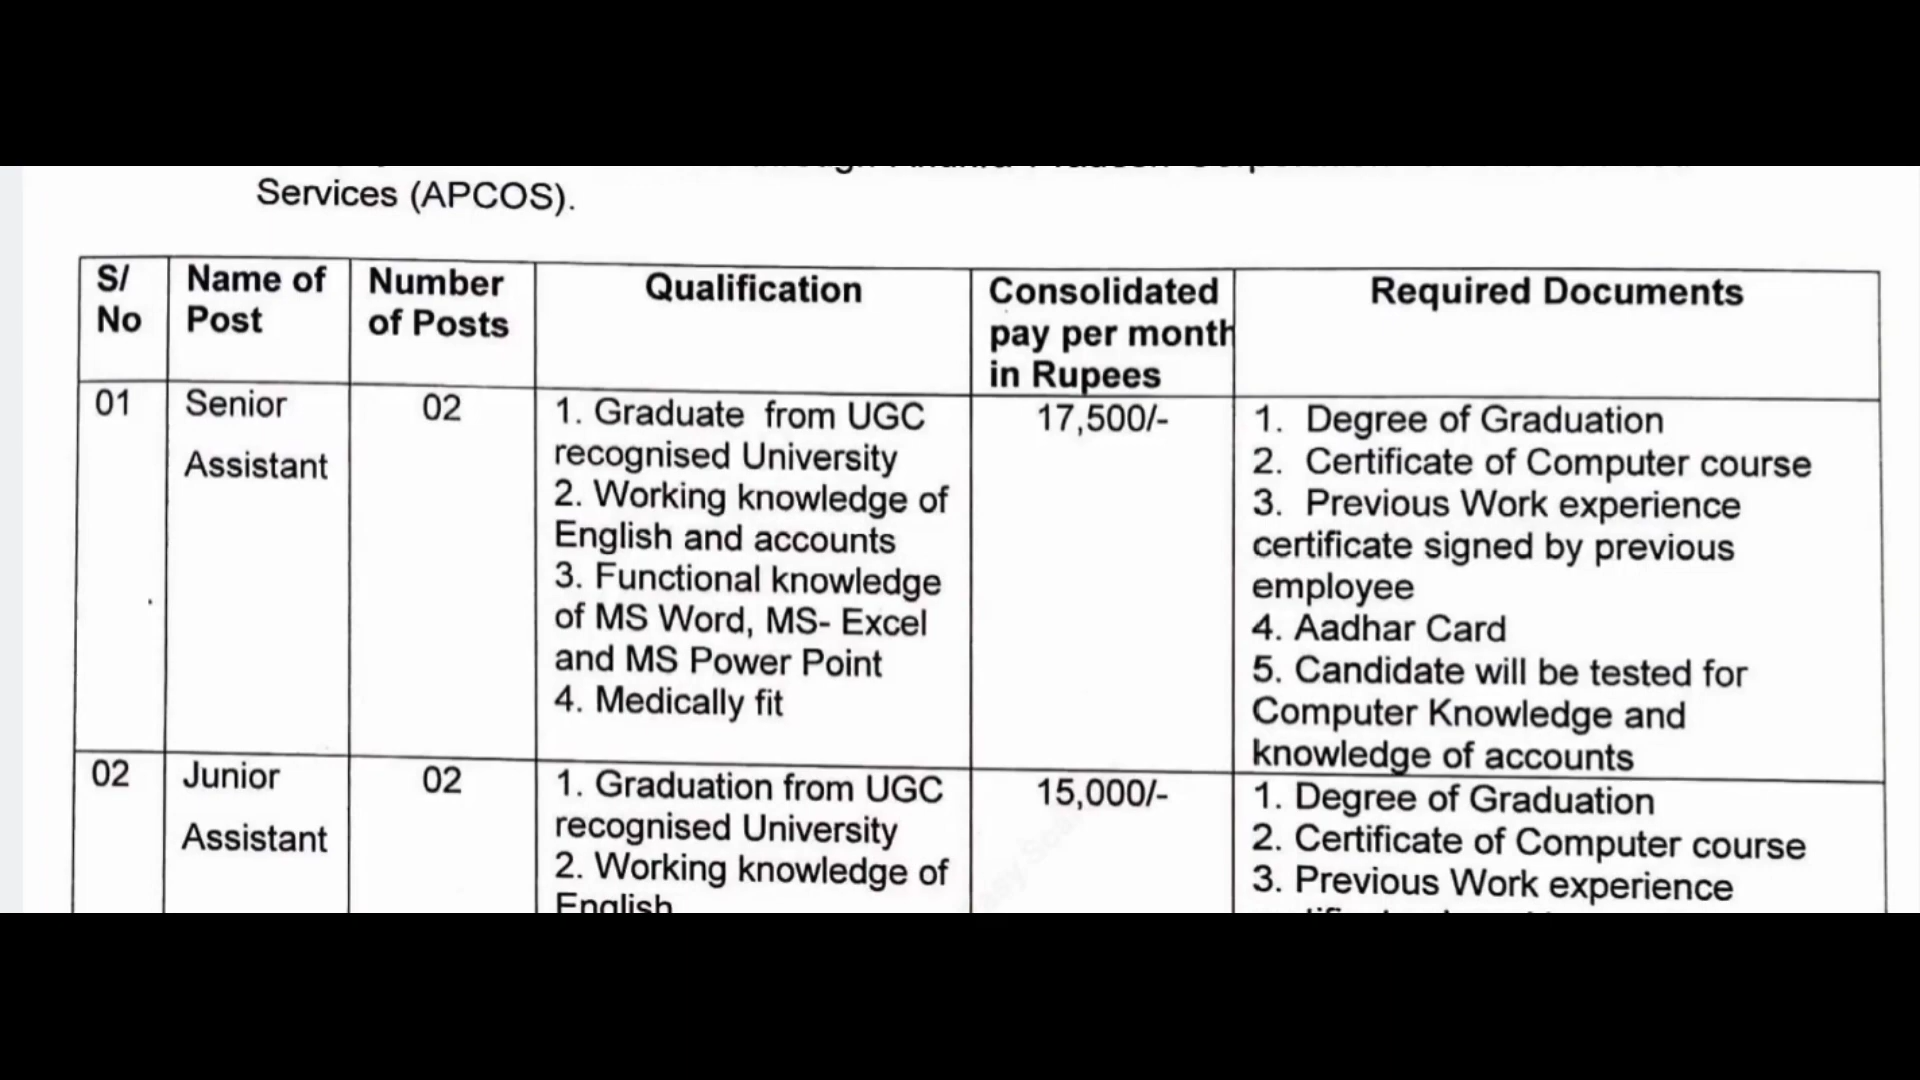 Services (APCOS).
S/
No
Name of
Post
Number
of Posts
Qualification
Consolidated
pay per month
in Rupees
Required Documents
01
Senior
Assistant
02
1. Graduate from UGC
recognised University
2. Working knowledge of
English and accounts
3. Functional knowledge
of MS Word, MS- Excel
and MS Power Point
4. Medically fit
17,500/-
1. Degree of Graduation
2. Certificate of Computer course
3. Previous Work experience
certificate signed by previous
employee
4. Aadhar Card
5. Candidate will be tested for
Computer Knowledge and
knowledge of accounts
02
Junior
Assistant
02
1. Graduation from UGC
recognised University
2. Working knowledge of
English
15,000/-
1. Degree of Graduation
2. Certificate of Computer course
3. Previous Work experience